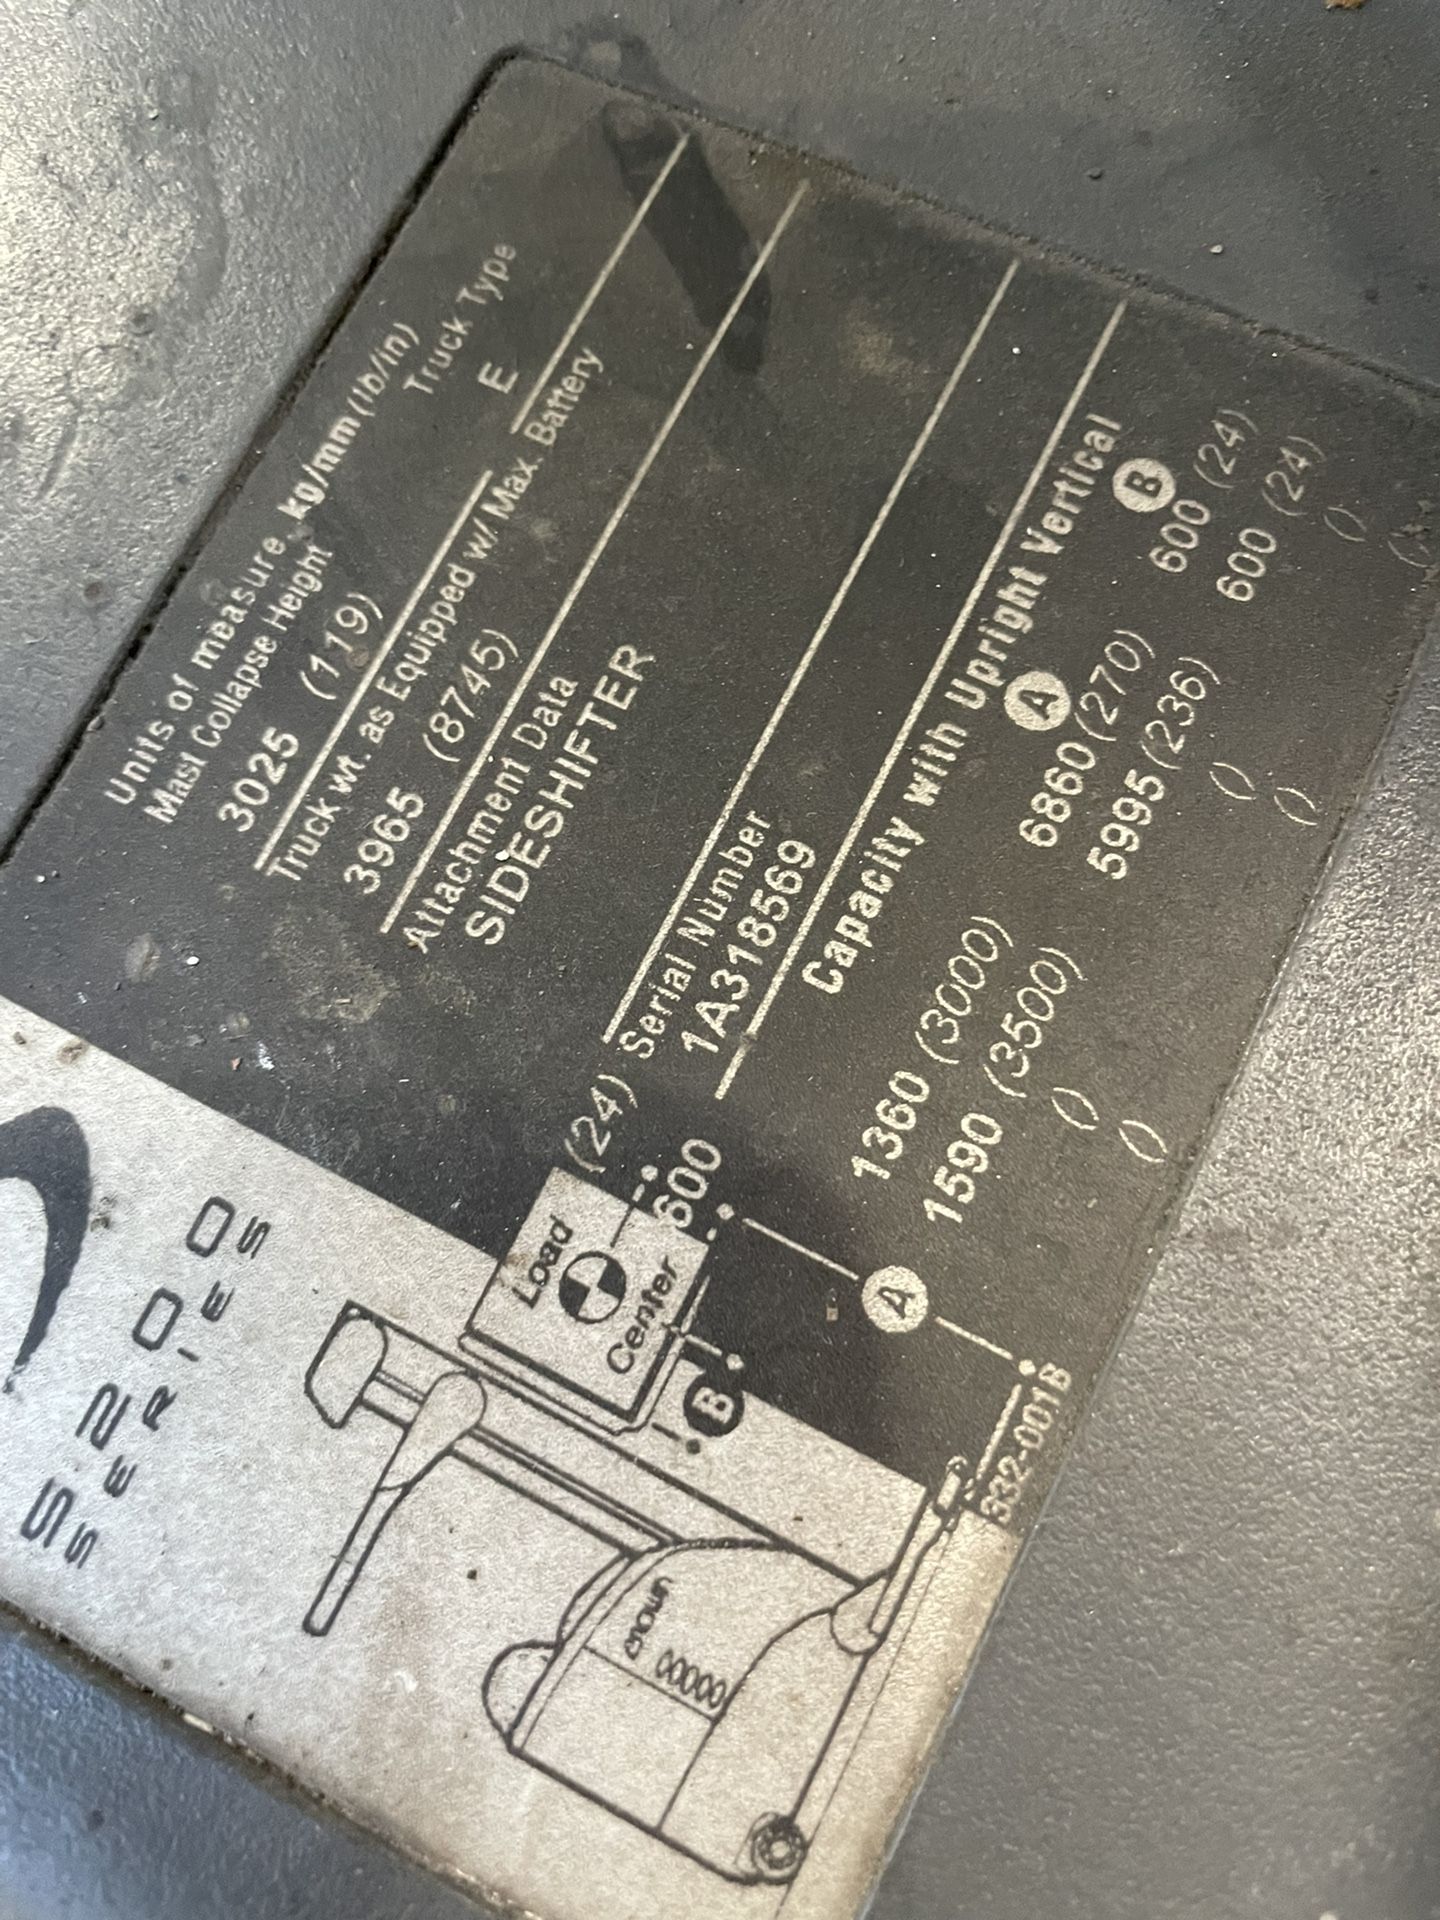 Units of measure kg/mm(lb/in)
Mast Collapse Height
Truck Type
3025 (119)
E
Truck wt. as Equipped w/ Max. Battery
3965 (8745)
Attachment Data
SIDESHIFTER
Serial Number
1A318569
Capacity with Upright Vertical
A B
1360 (3000) 6860 (270) 600 (24)
1590 (3500) 5995 (236) 600 (24)
() () ()
() () ()
5200
SERIES
(24)
600
Load
Center
B
A
crown
00000
332-001B